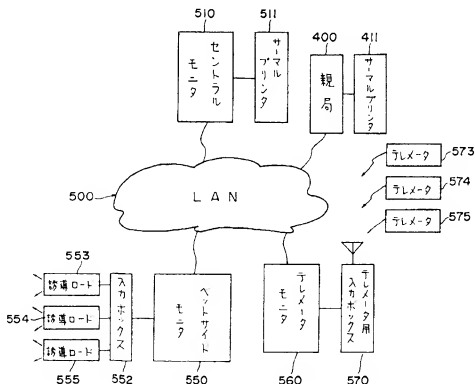 510
511
セントラル
モニタ
サーマル
プリンタ
400
411
親局
サーマルプリンタ
テレメータ
573
テレメータ
574
テレメータ
575
500
LAN
553
誘導ロード
554
誘導ロード
誘導ロード
555
入力ボックス
552
ベットサイト
モニタ
550
テレメータ
モニタ
560
テレメータ用
入力ボックス
570